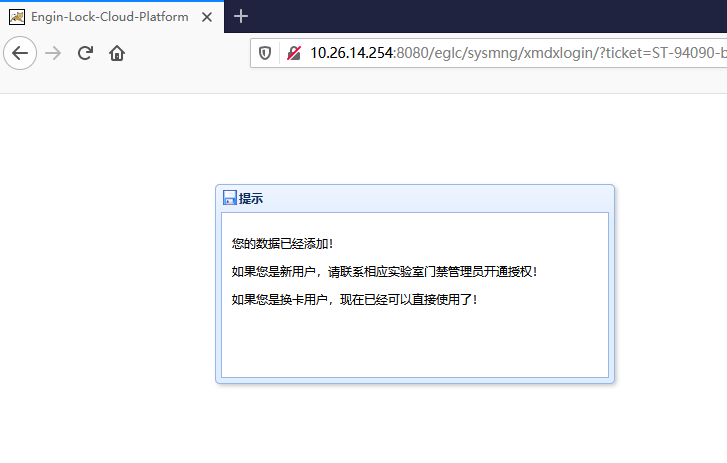 Engin-Lock-Cloud-Platform
10.26.14.254:8080/eglc/sysmng/xmdxlogin/?ticket=ST-94090-b
提示
您的数据已经添加!
如果您是新用户，请联系相应实验室门禁管理员开通授权!
如果您是换卡用户，现在已经可以直接使用了!